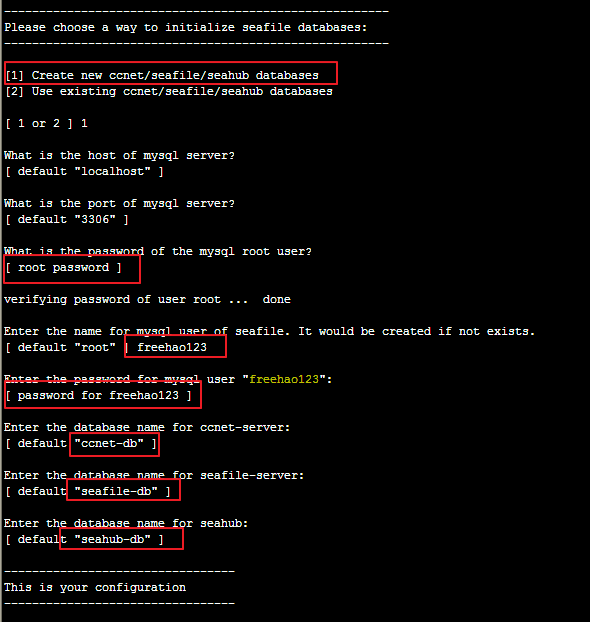 -------------------------------------------------------
Please choose a way to initialize seafile databases:
-------------------------------------------------------
[1] Create new ccnet/seafile/seahub databases
[2] Use existing ccnet/seafile/seahub databases
[ 1 or 2 ] 1
What is the host of mysql server?
[ default "localhost" ]
What is the port of mysql server?
[ default "3306" ]
What is the password of the mysql root user?
[ root password ]
verifying password of user root ...  done
Enter the name for mysql user of seafile. It would be created if not exists.
[ default "root" ] freehao123
Enter the password for mysql user "freehao123":
[ password for freehao123 ]
Enter the database name for ccnet-server:
[ default "ccnet-db" ]
Enter the database name for seafile-server:
[ default "seafile-db" ]
Enter the database name for seahub:
[ default "seahub-db" ]
---------------------------------
This is your configuration
---------------------------------